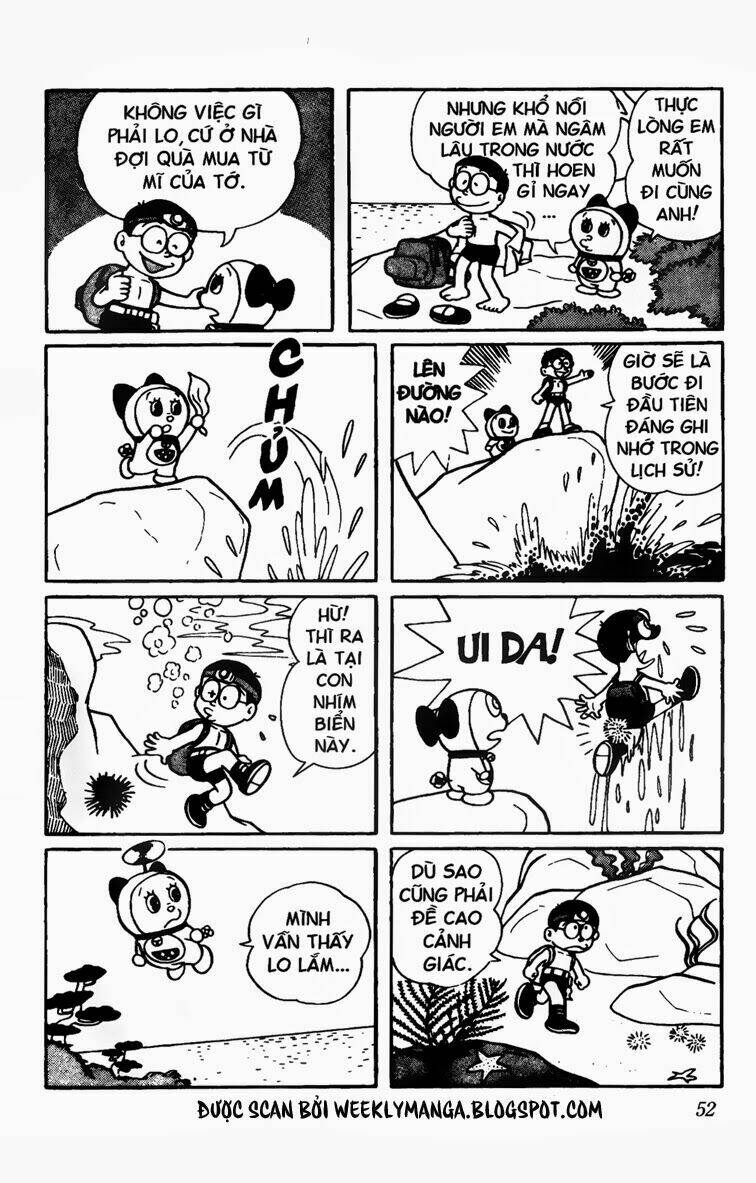 THỰC
LÒNG EM
RẤT
MUỐN
ĐI CÙNG
ANH!
NHƯNG KHỔ NỐI
NGƯỜI EM MÀ NGÂM
LÂU TRONG NƯỚC
THÌ HOEN
GỈ NGAY
...
KHÔNG VIỆC GÌ
PHẢI LO, CỨ Ở NHÀ
ĐỢI QUÀ MUA TỪ
MĨ CỦA TỚ.
GIỜ SẼ LÀ
BƯỚC ĐI
ĐẦU TIÊN
ĐÁNG GHI
NHỚ TRONG
LỊCH SỬ!
LÊN
ĐƯỜNG
NÀO!
CHỦM
ƯI DA!
HỪ!
THÌ RA
LÀ TẠI
CON
NHÍM
BIỂN
NÀY.
DÙ SAO
CŨNG PHẢI
ĐỀ CAO
CẢNH
GIÁC.
MÌNH
VẤN THẤY
LO LẮM...
ĐƯỢC SCAN BỞI WEEKLYMANGA.BLOGSPOT.COM
52